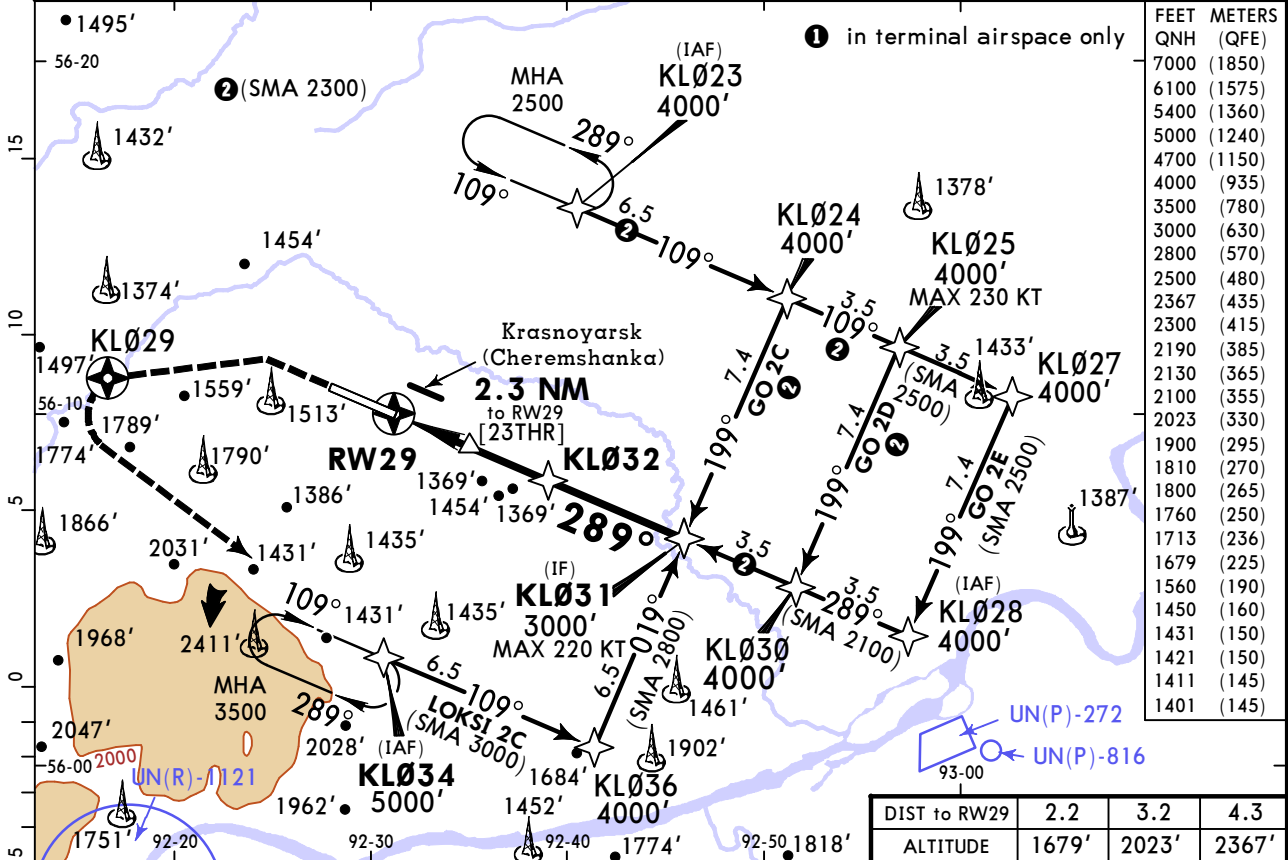 1495'
56-20
❷(SMA 2300)
❶ in terminal airspace only
MHA
2500
(IAF)
KLØ23
4000'
289°
109°
1432'
15
6.5
❷
109°
1378'
KLØ24
4000'
KLØ25
4000'
MAX 230 KT
3.5
109°
❷
1454'
1374'
10
KLØ29
1497'
56-10
1559'
1513'
Krasnoyarsk
(Cheremshanka)
2.3 NM
to RW29
[23THR]
RW29
KLØ32
7.4
GO 2C
❷
199°
7.4
GO 2D
❷
199°
(SMA
2500)
3.5
1433'
KLØ27
4000'
7.4
GO 2E
(SMA 2500)
199°
1789'
1774'
1790'
1369'
1454'
1369'
1386'
5
1866'
2031'
1431'
1435'
289°
3.5
❷
1387'
(IF)
KLØ31
3000'
MAX 220 KT
3.5
289°
(SMA 2100)
(IAF)
KLØ28
4000'
KLØ30
4000'
109°
1431'
1435'
2411'
1968'
MHA
3500
289°
0
6.5
109°
LOKSI 2C
(SMA 3000)
6.5
019°
(SMA 2800)
1461'
2047'
2028'
(IAF)
KLØ34
5000'
1902'
1684'
KLØ36
4000'
56-00
2000
UN(R)-1121
UN(P)-272
UN(P)-816
93-00
1962'
1452'
1751'
92-20
92-30
92-40
1774'
92-50
1818'
5
FEET METERS
QNH (QFE)
7000 (1850)
6100 (1575)
5400 (1360)
5000 (1240)
4700 (1150)
4000 (935)
3500 (780)
3000 (630)
2800 (570)
2500 (480)
2367 (435)
2300 (415)
2190 (385)
2130 (365)
2100 (355)
2023 (330)
1900 (295)
1810 (270)
1800 (265)
1760 (250)
1713 (236)
1679 (225)
1560 (190)
1450 (160)
1431 (150)
1421 (150)
1411 (145)
1401 (145)
DIST to RW29 2.2 3.2 4.3
ALTITUDE 1679' 2023' 2367'